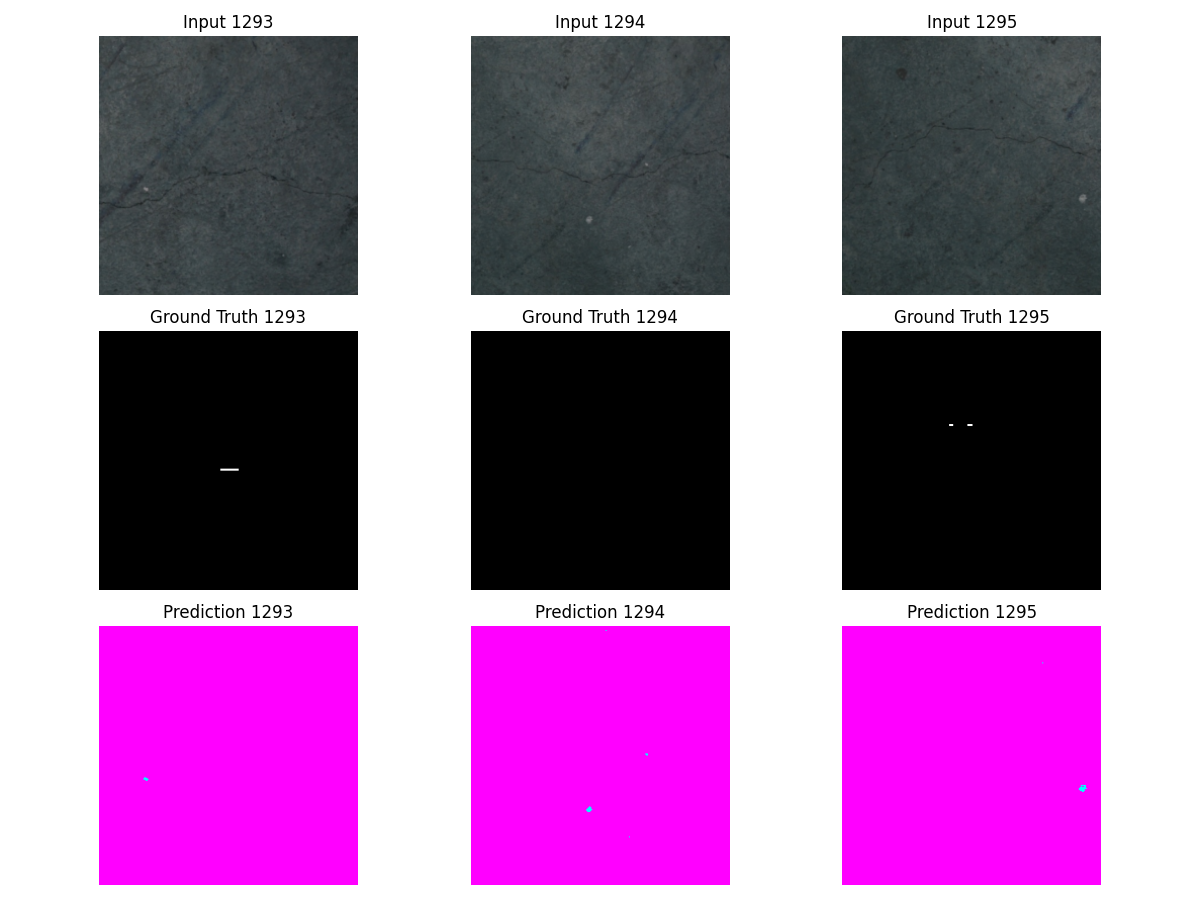 Input 1293
Input 1294
Input 1295
Ground Truth 1293
Ground Truth 1294
Ground Truth 1295
Prediction 1293
Prediction 1294
Prediction 1295